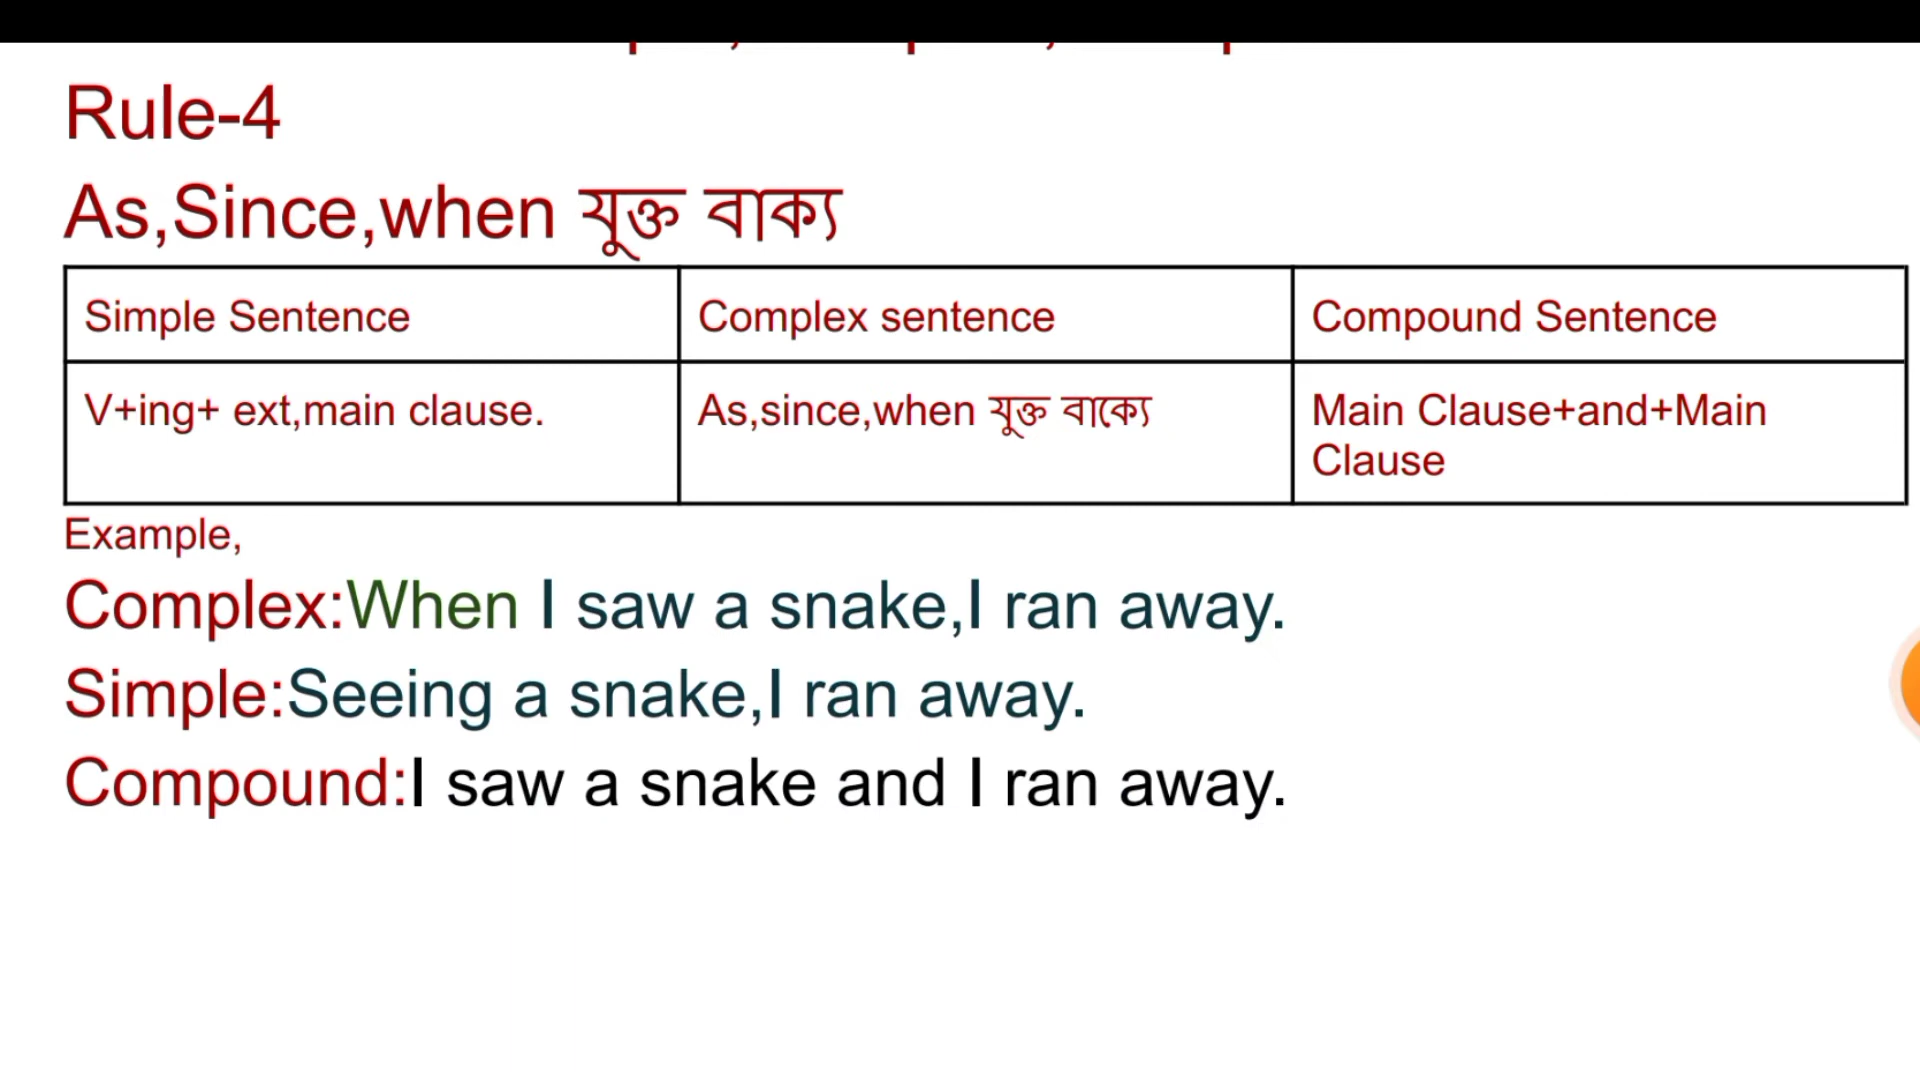 Rule-4
As,Since,when যুক্ত বাক্য
Simple Sentence
Complex sentence
Compound Sentence
V+ing+ ext,main clause.
As,since,when যুক্ত বাক্যে
Main Clause+and+Main
Clause
Example,
Complex:When I saw a snake,I ran away.
Simple:Seeing a snake,I ran away.
Compound:I saw a snake and I ran away.